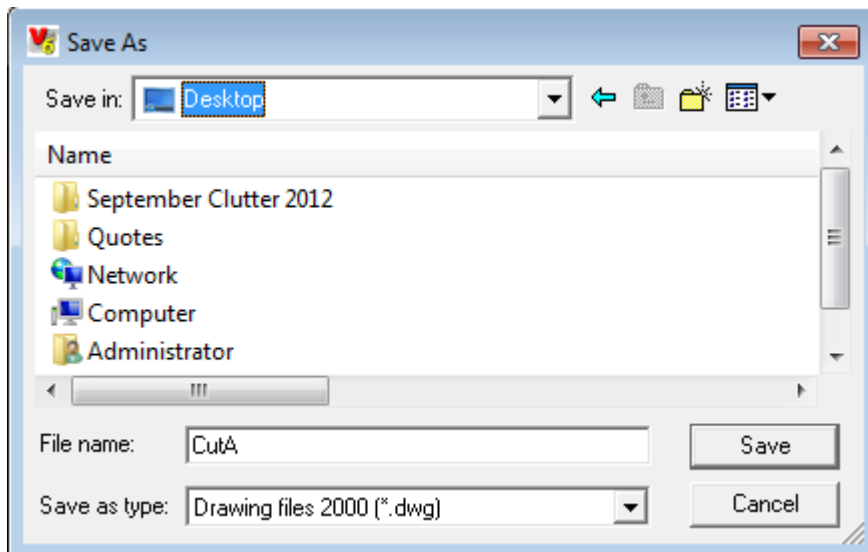 Save As
Save in: Desktop
Name
September Clutter 2012
Quotes
Network
Computer
Administrator
File name: CutA Save
Save as type: Drawing files 2000 (*.dwg) Cancel